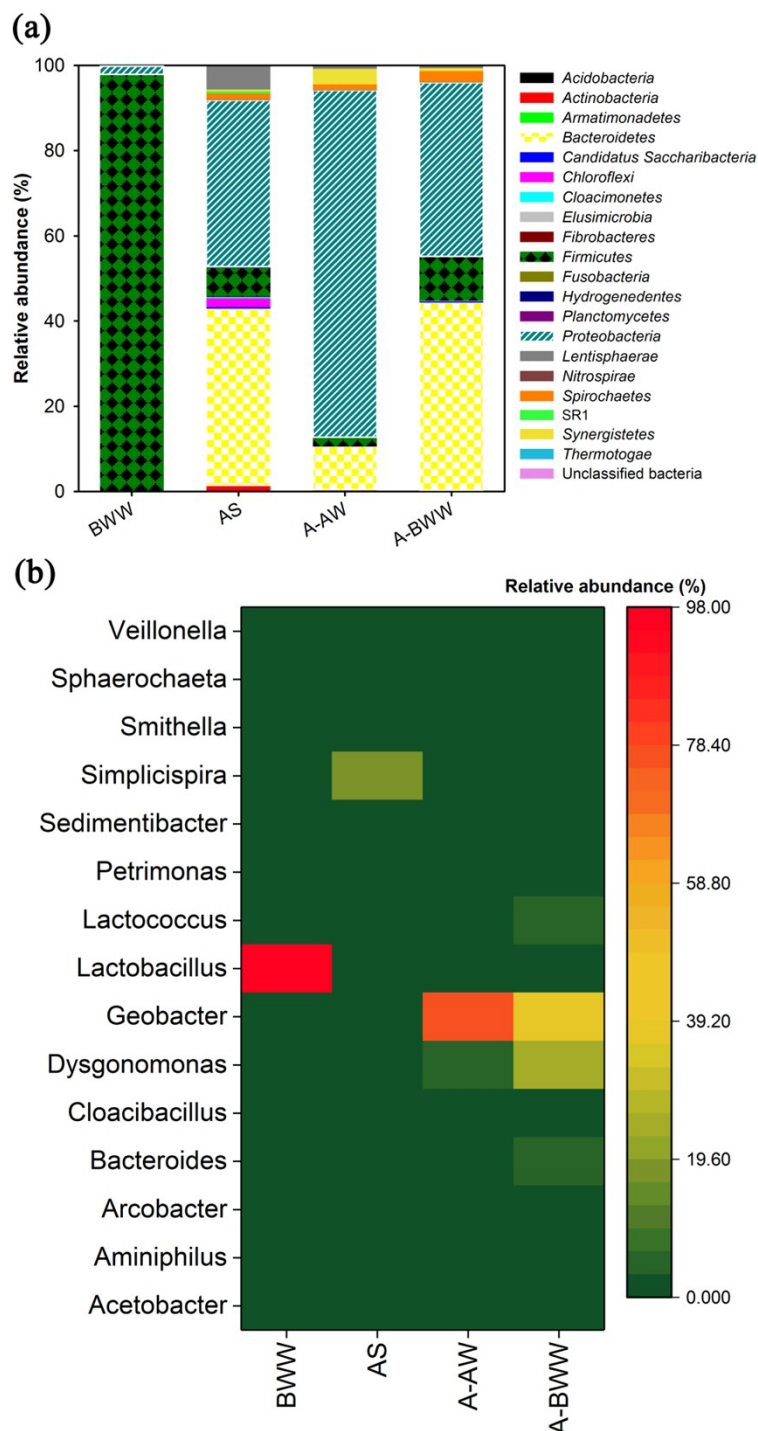 (a)
Relative abundance (%)
100
80
60
40
20
0
BWW
AS
A-AW
A-BWW
Acidobacteria
Actinobacteria
Armatimonadetes
Bacteroidetes
Candidatus Saccharibacteria
Chloroflexi
Cloacimonetes
Elusimicrobia
Fibrobacteres
Firmicutes
Fusobacteria
Hydrogenedentes
Planctomycetes
Proteobacteria
Lentisphaerae
Nitrospirae
Spirochaetes
SR1
Synergistetes
Thermotogae
Unclassified bacteria
(b)
Relative abundance (%)
Veillonella
Sphaerochaeta
Smithella
Simplicispira
Sedimentibacter
Petrimonas
Lactococcus
Lactobacillus
Geobacter
Dysgonomonas
Cloacibacillus
Bacteroides
Arcobacter
Aminiphilus
Acetobacter
BWW
AS
A-AW
A-BWW
98.00
78.40
58.80
39.20
19.60
0.000